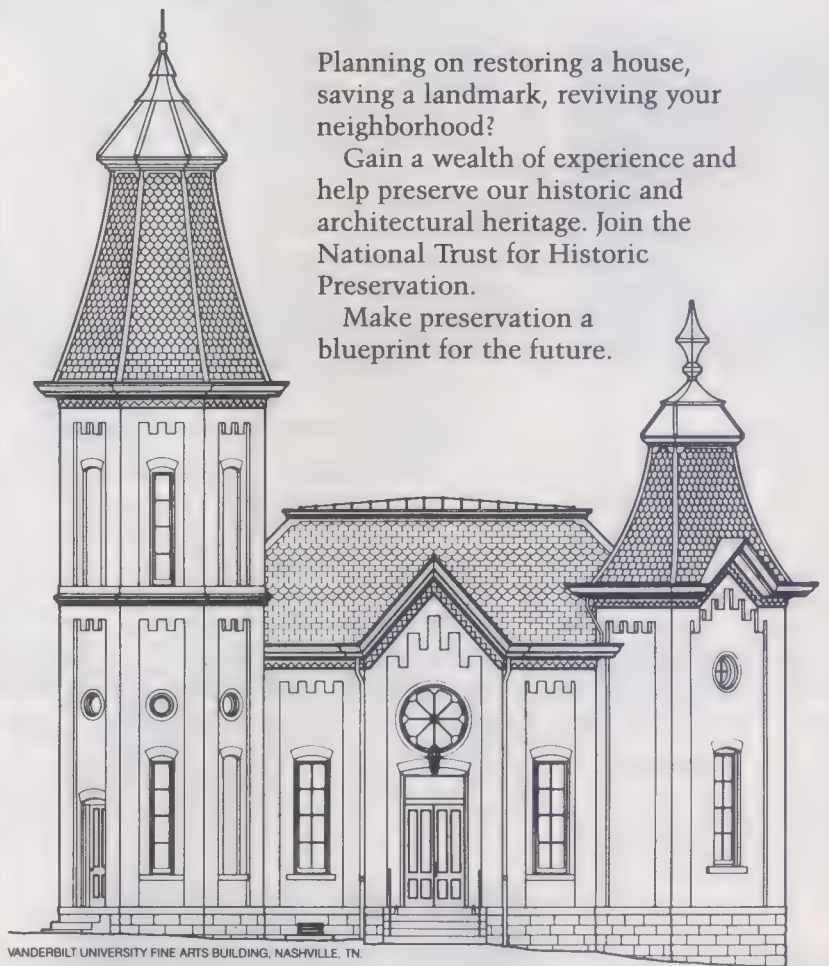 Planning on restoring a house,
saving a landmark, reviving your
neighborhood?
Gain a wealth of experience and
help preserve our historic and
architectural heritage. Join the
National Trust for Historic
Preservation.
Make preservation a
blueprint for the future.
VANDERBILT UNIVERSITY FINE ARTS BUILDING, NASHVILLE, TN.